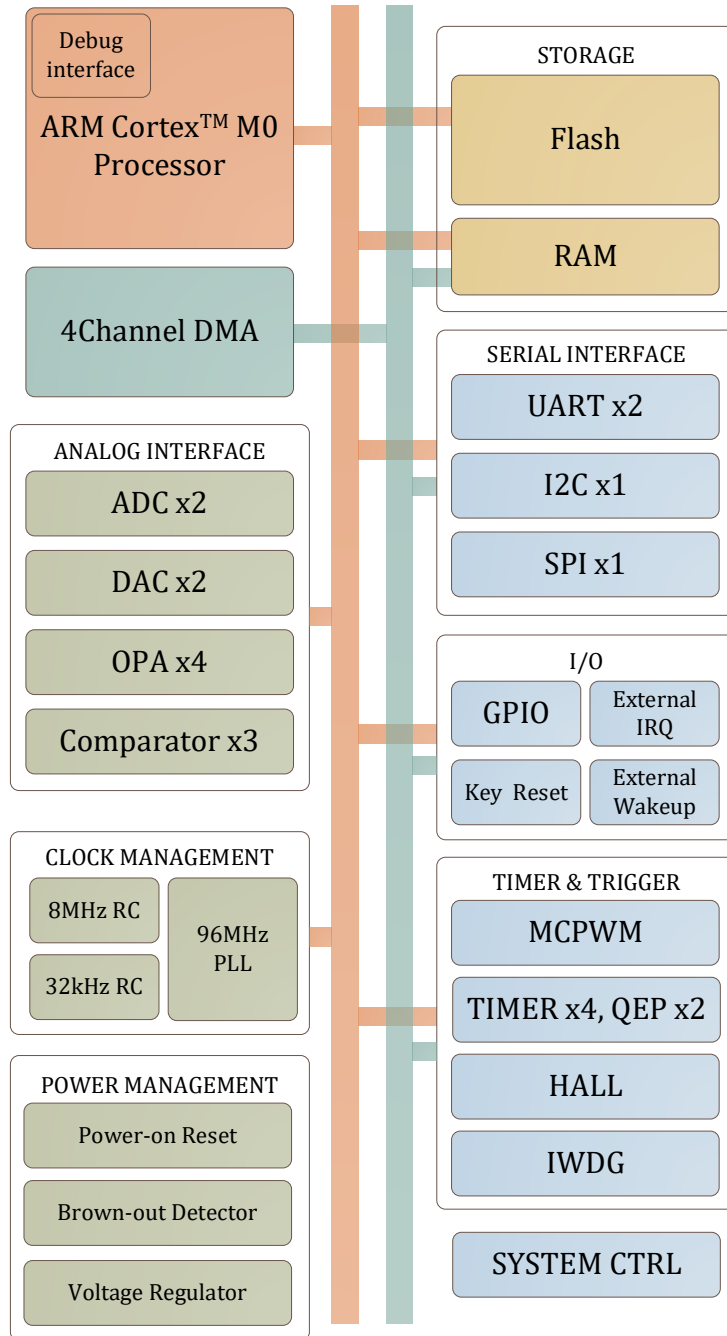 Debug
interface
ARM Cortex™ M0
Processor
4Channel DMA
ANALOG INTERFACE
ADC x2
DAC x2
OPA x4
Comparator x3
CLOCK MANAGEMENT
8MHz RC
32kHz RC
96MHz
PLL
POWER MANAGEMENT
Power-on Reset
Brown-out Detector
Voltage Regulator
STORAGE
Flash
RAM
SERIAL INTERFACE
UART x2
I2C x1
SPI x1
I/O
GPIO
External
IRQ
Key Reset
External
Wakeup
TIMER & TRIGGER
MCPWM
TIMER x4, QEP x2
HALL
IWDG
SYSTEM CTRL